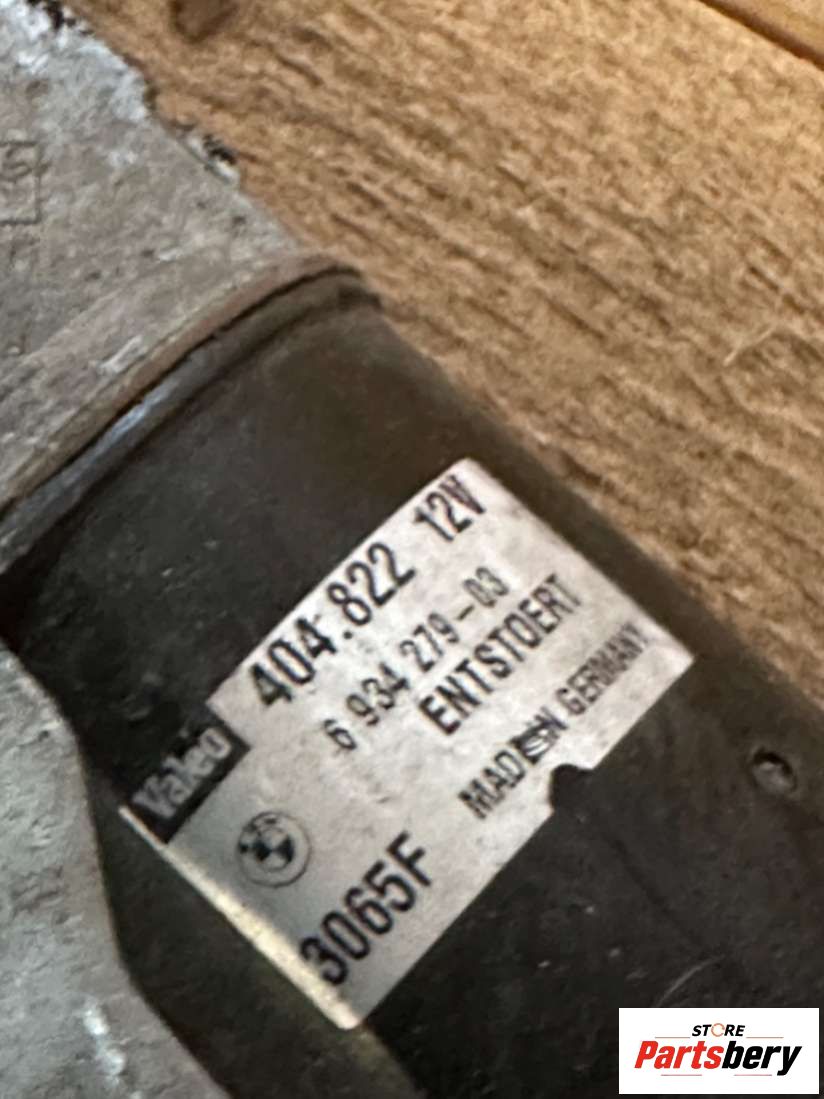 Valeo
404.822 12V
6 934 279-03
ENTSTOERT
MADE IN GERMANY
3065F
STORE
Partsbery